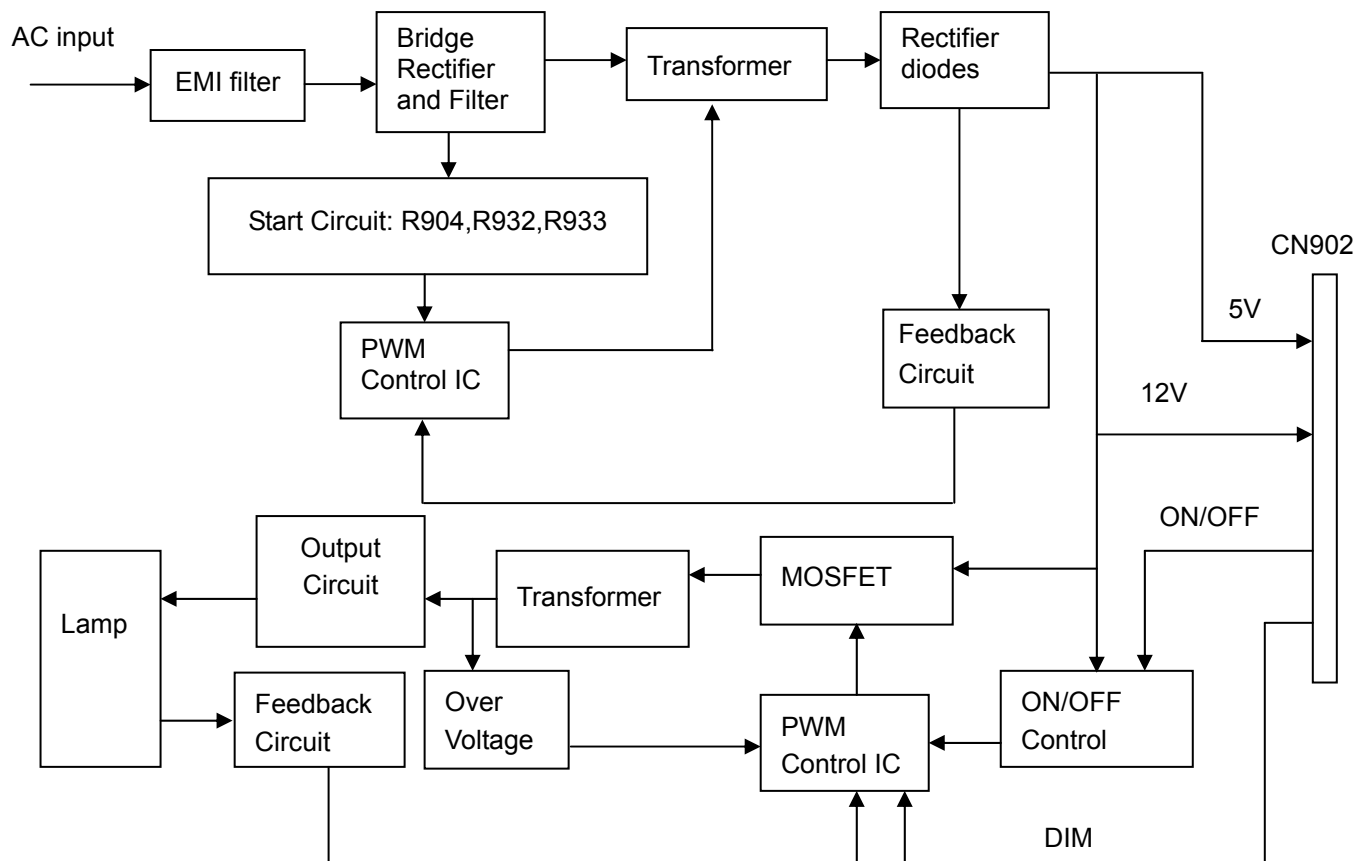 AC input
EMI filter
Bridge
Rectifier
and Filter
Transformer
Rectifier
diodes
Start Circuit: R904,R932,R933
CN902
5V
PWM
Control IC
Feedback
Circuit
12V
ON/OFF
Output
Circuit
MOSFET
Transformer
Lamp
Feedback
Circuit
Over
Voltage
PWM
Control IC
ON/OFF
Control
DIM